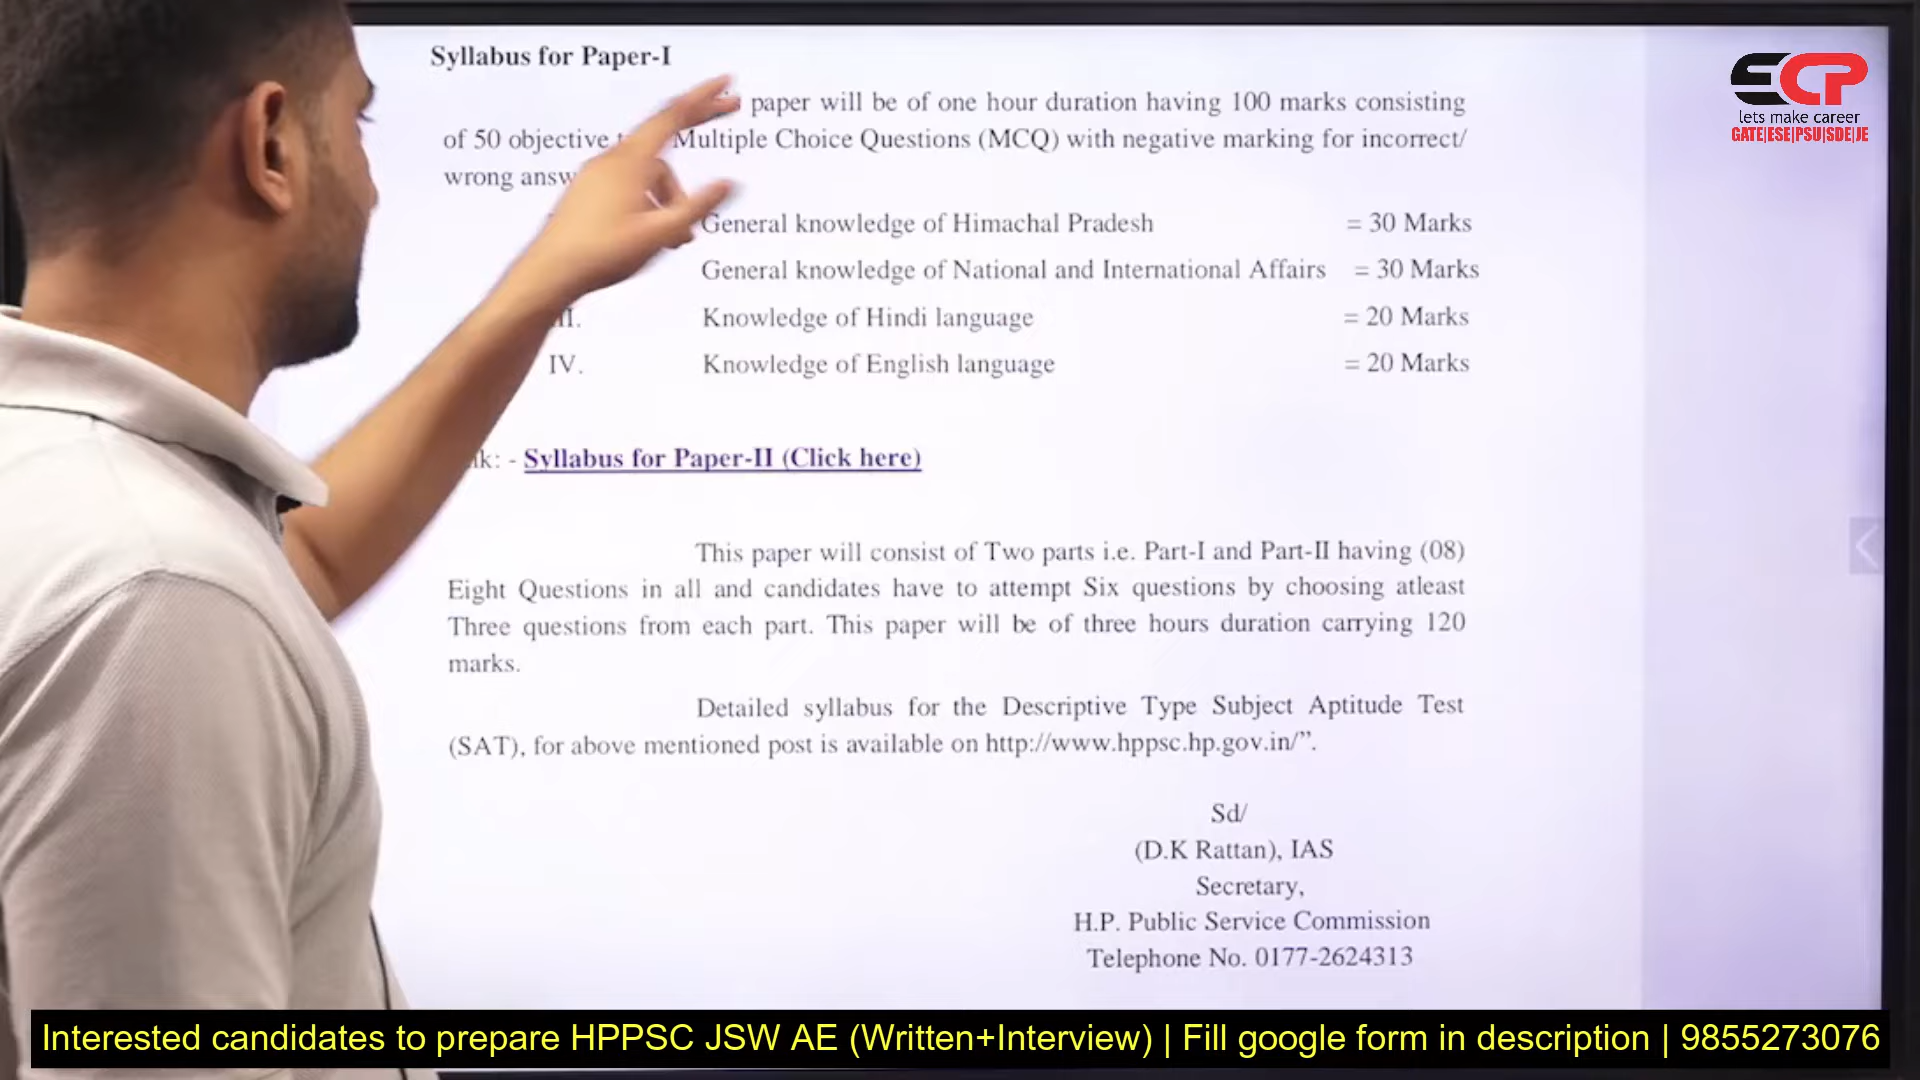 Syllabus for Paper-I
paper will be of one hour duration having 100 marks consisting
of 50 objective Multiple Choice Questions (MCQ) with negative marking for incorrect/
wrong
General knowledge of Himachal Pradesh = 30 Marks
General knowledge of National and International Affairs = 30 Marks
Knowledge of Hindi language = 20 Marks
IV. Knowledge of English language = 20 Marks
Syllabus for Paper-II (Click here)
This paper will consist of Two parts i.e. Part-I and Part-II having (08)
Eight Questions in all and candidates have to attempt Six questions by choosing atleast
Three questions from each part. This paper will be of three hours duration carrying 120
marks.
Detailed syllabus for the Descriptive Type Subject Aptitude Test
(SAT), for above mentioned post is available on http://www.hppsc.hp.gov.in/”.
Sd/
(D.K Rattan), IAS
Secretary,
H.P. Public Service Commission
Telephone No. 0177-2624313
ECP
lets make career
GATE|ESE|PSU|SDE|JE
Interested candidates to prepare HPPSC JSW AE (Written+Interview) | Fill google form in description | 9855273076